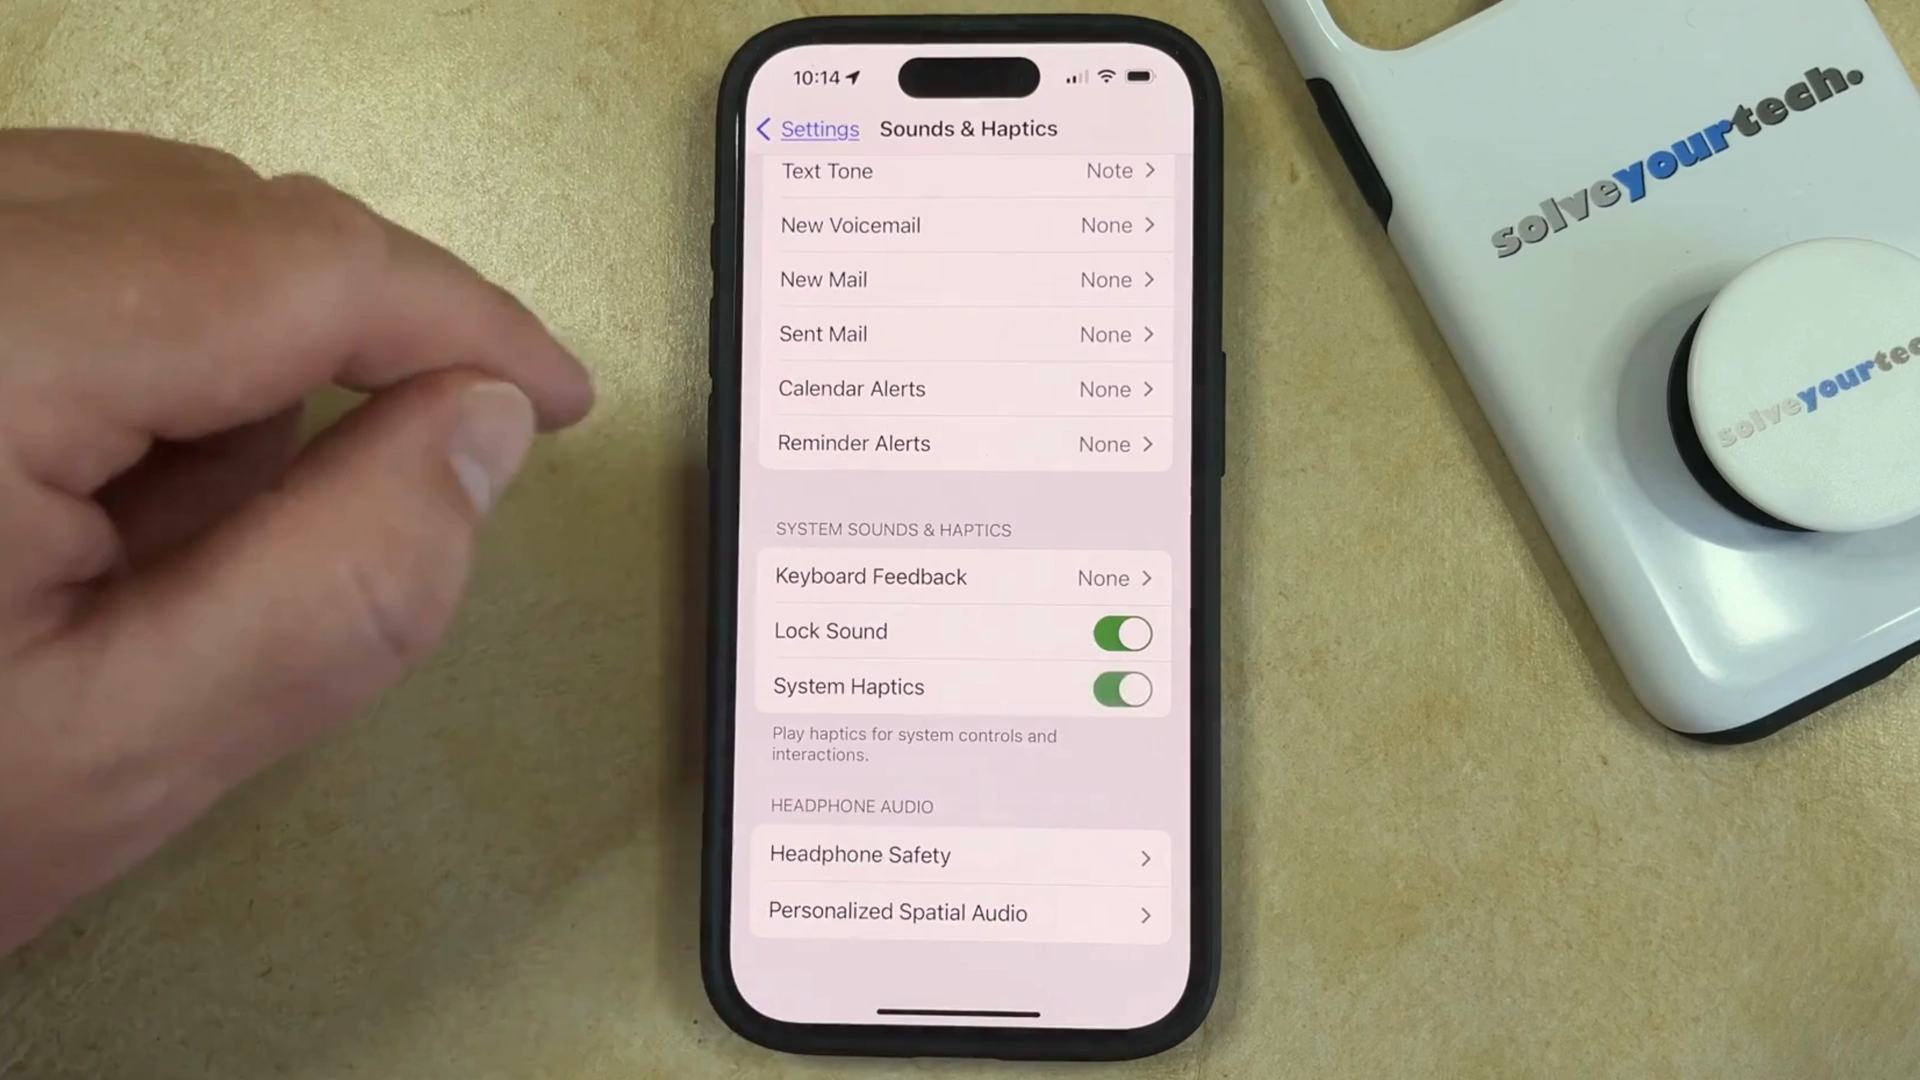 10:14
Settings Sounds & Haptics
Text Tone Note
New Voicemail None
New Mail None
Sent Mail None
Calendar Alerts None
Reminder Alerts None
SYSTEM SOUNDS & HAPTICS
Keyboard Feedback None
Lock Sound
System Haptics
Play haptics for system controls and
interactions.
HEADPHONE AUDIO
Headphone Safety
Personalized Spatial Audio
solveyourtech.
solveyourtec